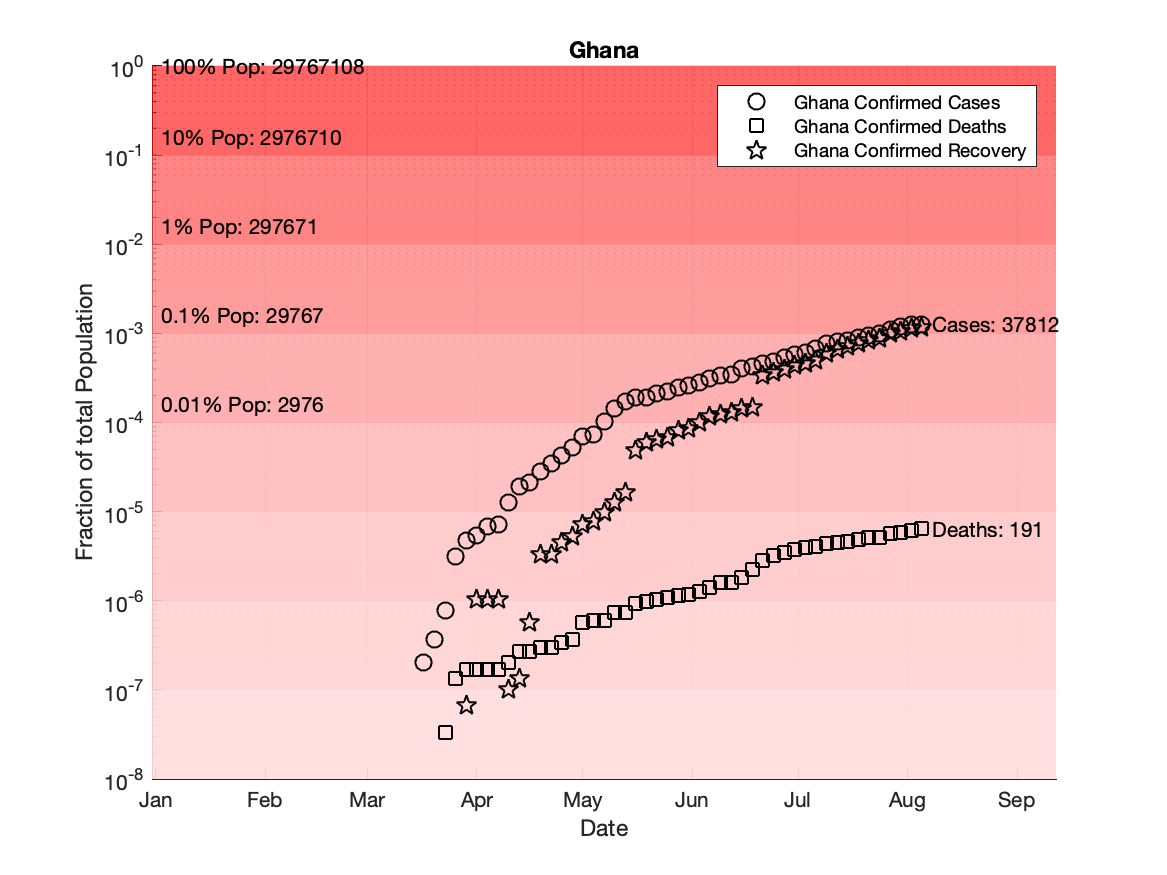 Ghana
10^0
10^-1
10^-2
10^-3
10^-4
10^-5
10^-6
10^-7
10^-8
Fraction of total Population
100% Pop: 29767108
10% Pop: 2976710
1% Pop: 297671
0.1% Pop: 29767
0.01% Pop: 2976
Ghana Confirmed Cases
Ghana Confirmed Deaths
Ghana Confirmed Recovery
Cases: 37812
Deaths: 191
Jan Feb Mar Apr May Jun Jul Aug Sep
Date